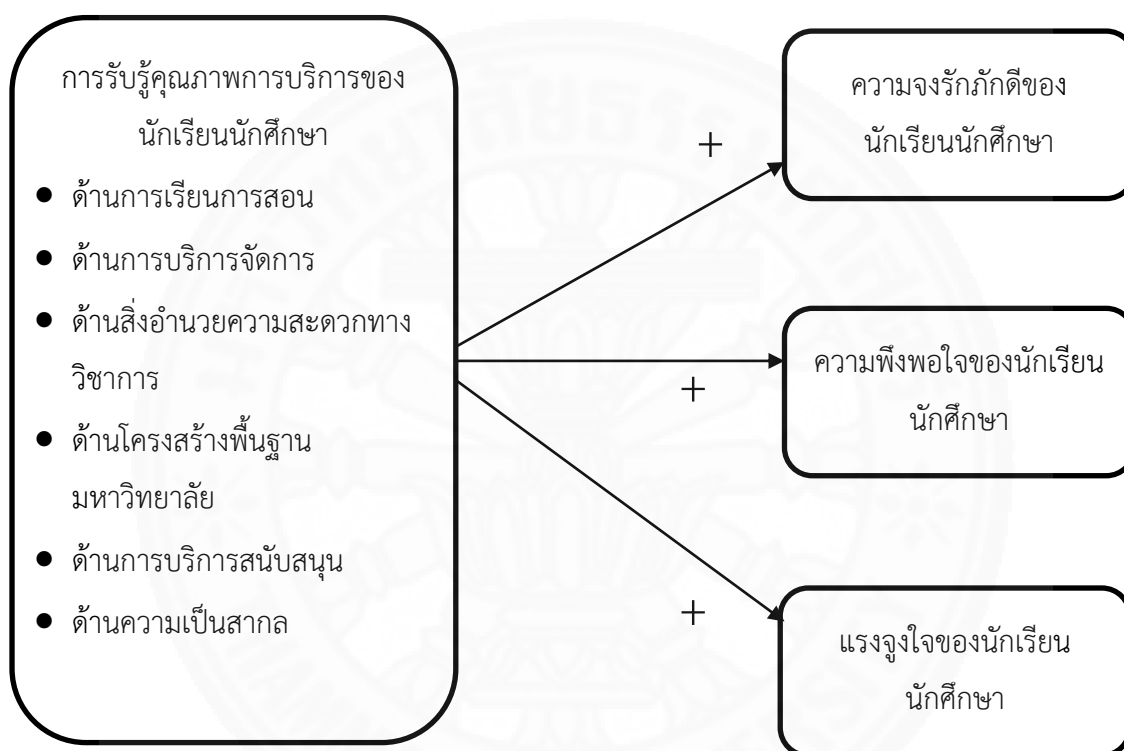 การรับรู้คุณภาพการบริการของ
นักเรียนนักศึกษา
● ด้านการเรียนการสอน
● ด้านการบริการจัดการ
● ด้านสิ่งอำนวยความสะดวกทาง
วิชาการ
● ด้านโครงสร้างพื้นฐาน
มหาวิทยาลัย
● ด้านการบริการสนับสนุน
● ด้านความเป็นสากล
+
ความจงรักภักดีของ
นักเรียนนักศึกษา
+
ความพึงพอใจของนักเรียน
นักศึกษา
+
แรงจูงใจของนักเรียน
นักศึกษา